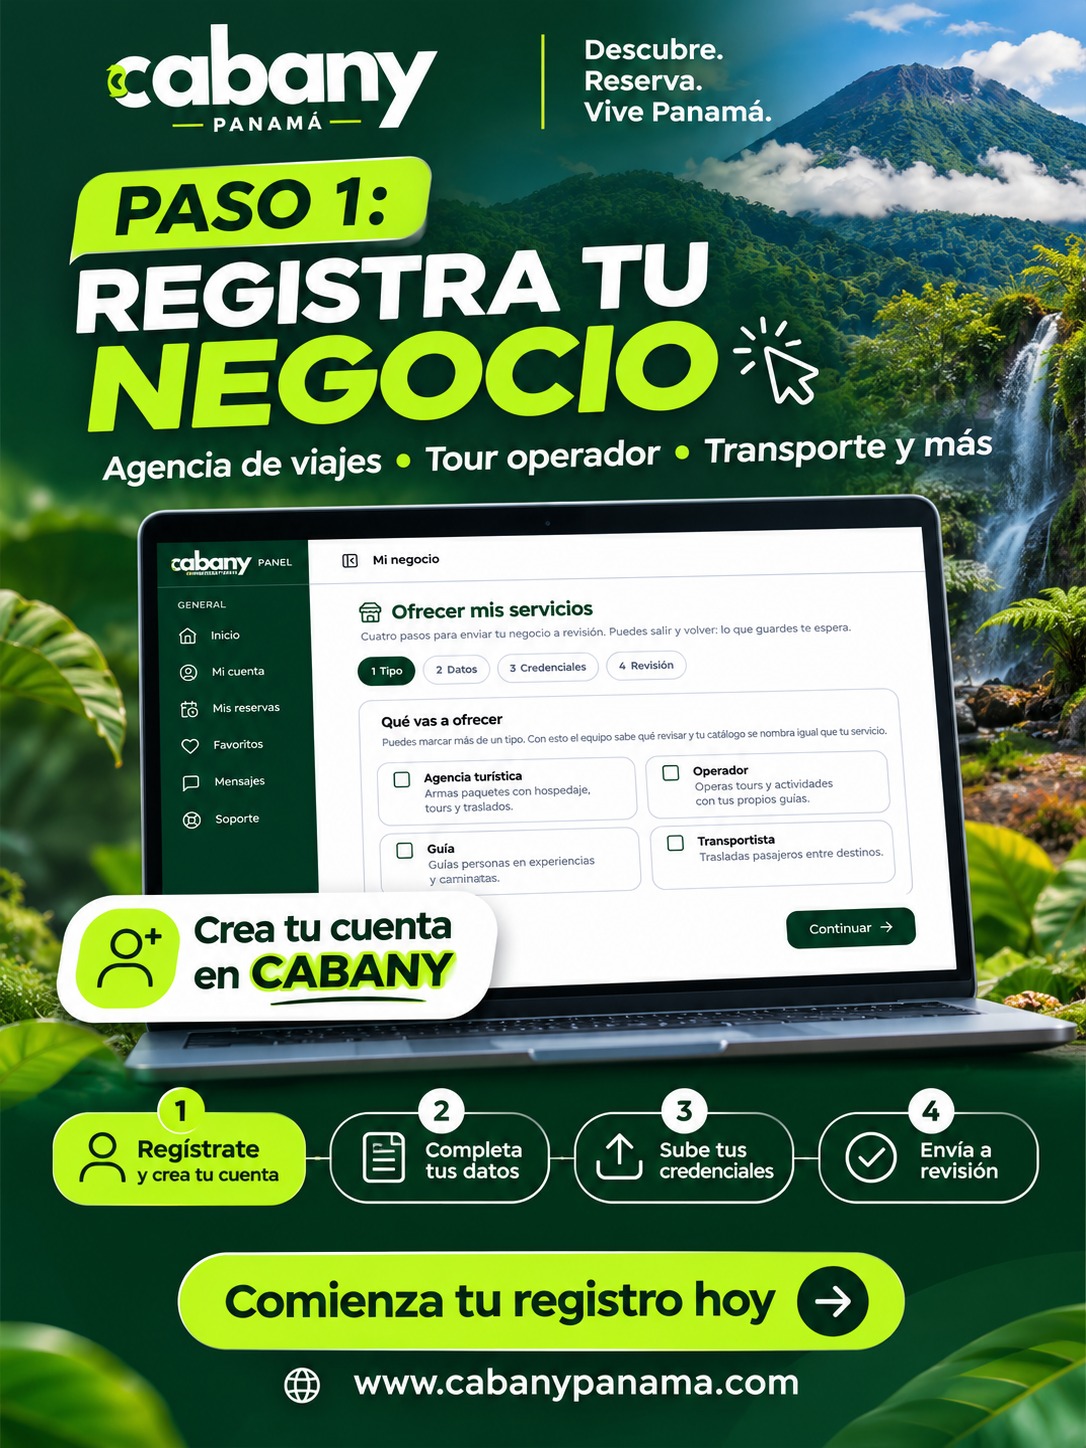 cabany
PANAMÁ
Descubre.
Reserva.
Vive Panamá.
PASO 1:
REGISTRA TU
NEGOCIO
Agencia de viajes • Tour operador • Transporte y más
cabany PANEL
GENERAL
Inicio
Mi cuenta
Mis reservas
Favoritos
Mensajes
Soporte
Mi negocio
Ofrecer mis servicios
Cuatro pasos para enviar tu negocio a revisión. Puedes salir y volver: lo que guardes te espera.
1 Tipo
2 Datos
3 Credenciales
4 Revisión
Qué vas a ofrecer
Puedes marcar más de un tipo. Con esto el equipo sabe qué revisar y tu catálogo se nombra igual que tu servicio.
Agencia turística
Armas paquetes con hospedaje,
tours y traslados.
Operador
Operas tours y actividades
con tus propios guías.
Guía
Guías personas en experiencias
y caminatas.
Transportista
Trasladas pasajeros entre destinos.
Continuar →
Crea tu cuenta
en CABANY
1
Regístrate
y crea tu cuenta
2
Completa
tus datos
3
Sube tus
credenciales
4
Envía a
revisión
Comienza tu registro hoy
www.cabanypanama.com